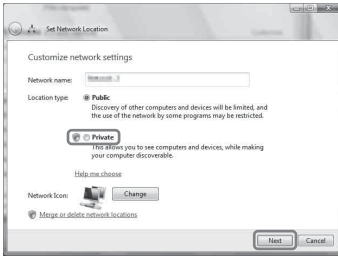 Set Network Location
Customize network settings
Network name:
Location type:
Public
Discovery of other computers and devices will be limited, and
the use of the network by some programs may be restricted.
Private
This allows you to see computers and devices, while making
your computer discoverable.
Help me choose
Network Icon:
Change
Merge or delete network locations
Next
Cancel